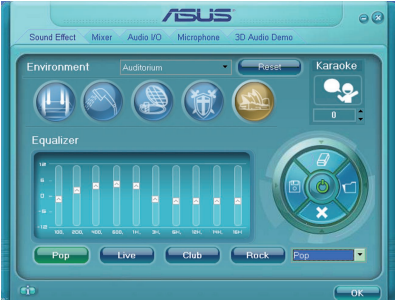 ASUS
Sound Effect Mixer Audio I/O Microphone 3D Audio Demo
Environment Auditorium Reset Karaoke
0
Equalizer
Pop Live Club Rock Pop
OK